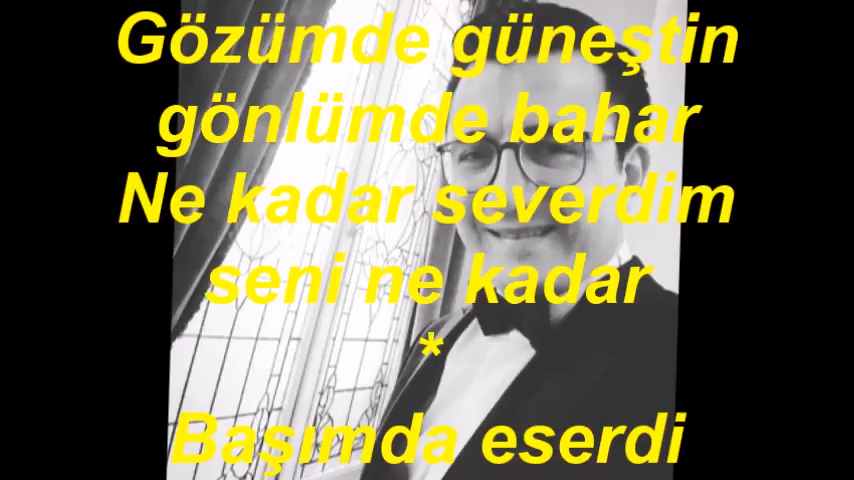 Gözümde güneştin
gönlümde bahar
Ne kadar severdim
seni ne kadar
*
Başımda eserdi